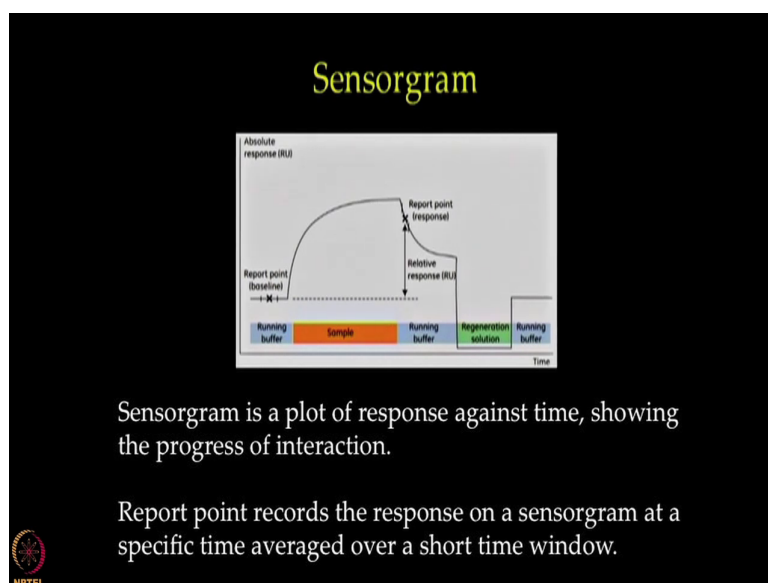 Sensorgram
Absolute
response (RU)
Report point
(response)
Relative
response (RU)
Report point
(baseline)
Running
buffer
Sample
Running
buffer
Regeneration
solution
Running
buffer
Time
Sensorgram is a plot of response against time, showing
the progress of interaction.
Report point records the response on a sensorgram at a
specific time averaged over a short time window.
NPTEL